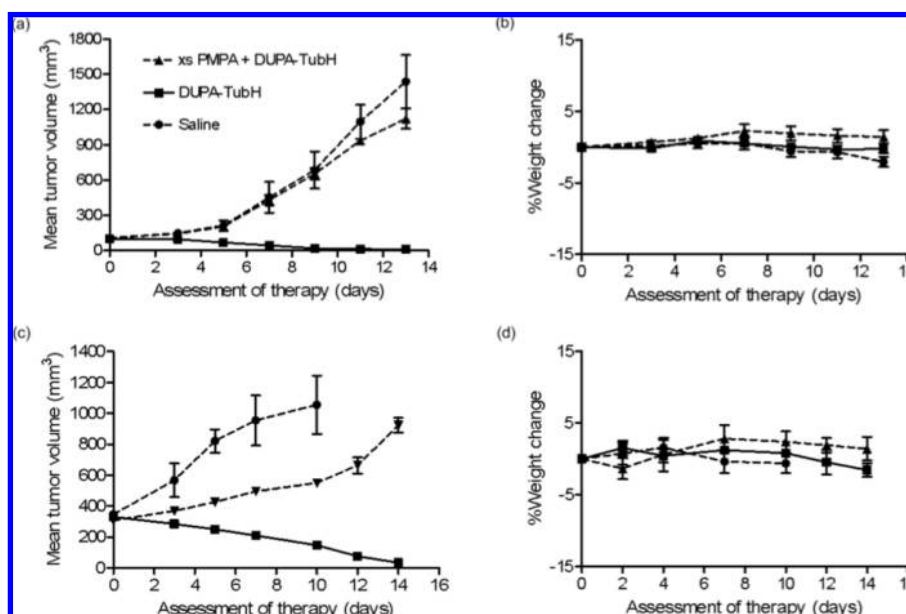 (a)
Mean tumor volume (mm³)
1800
1500
1200
900
600
300
0
xs PMPA + DUPA-TubH
DUPA-TubH
Saline
0 2 4 6 8 10 12 14
Assessment of therapy (days)
(b)
%Weight change
15
5
-5
-15
0 2 4 6 8 10 12
Assessment of therapy (days)
(c)
Mean tumor volume (mm³)
1400
1200
1000
800
600
400
200
0
0 2 4 6 8 10 12 14 16
Assessment of therapy (days)
(d)
%Weight change
15
5
-5
-15
0 2 4 6 8 10 12 14
Assessment of therapy (days)